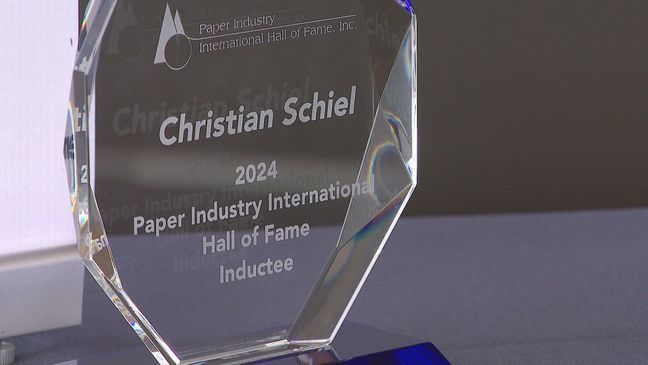 Paper Industry
International Hall of Fame, Inc.
Christian Schiel
2024
Paper Industry International
Hall of Fame
Inductee